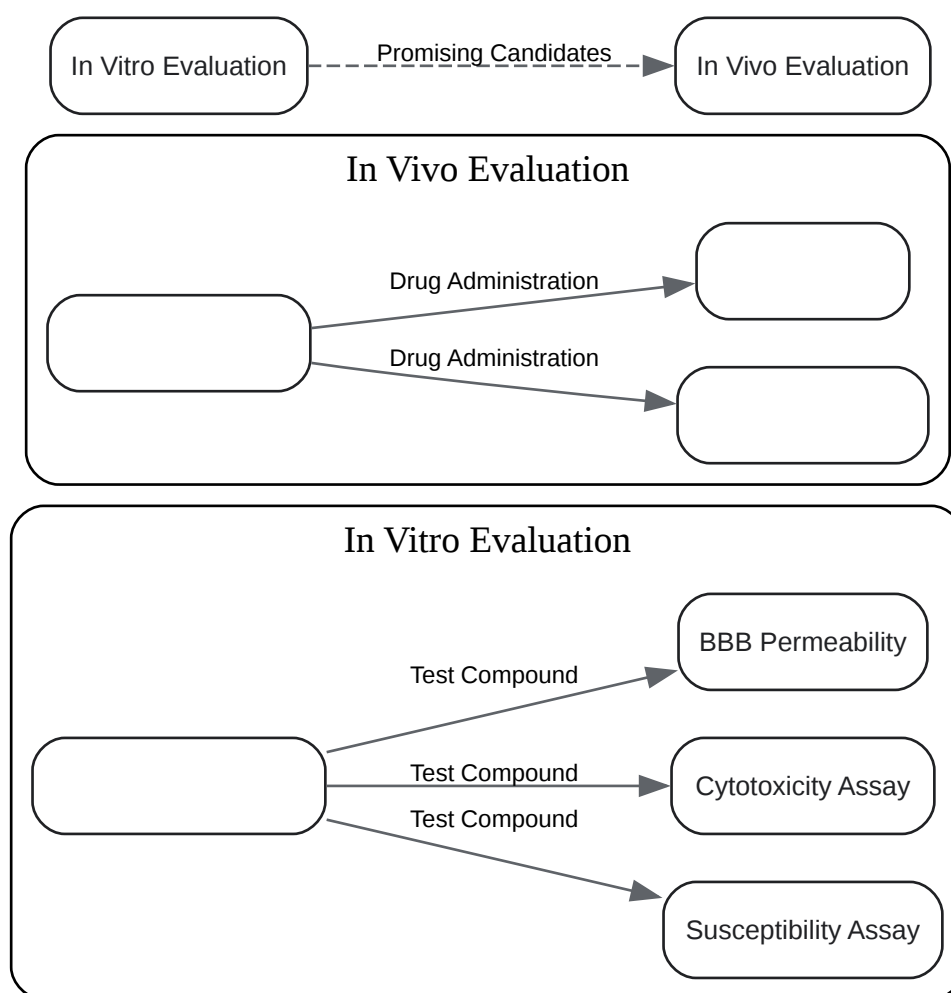 In Vitro Evaluation
Promising Candidates
In Vivo Evaluation
In Vivo Evaluation
Drug Administration
Drug Administration
In Vitro Evaluation
BBB Permeability
Test Compound
Test Compound
Cytotoxicity Assay
Test Compound
Susceptibility Assay